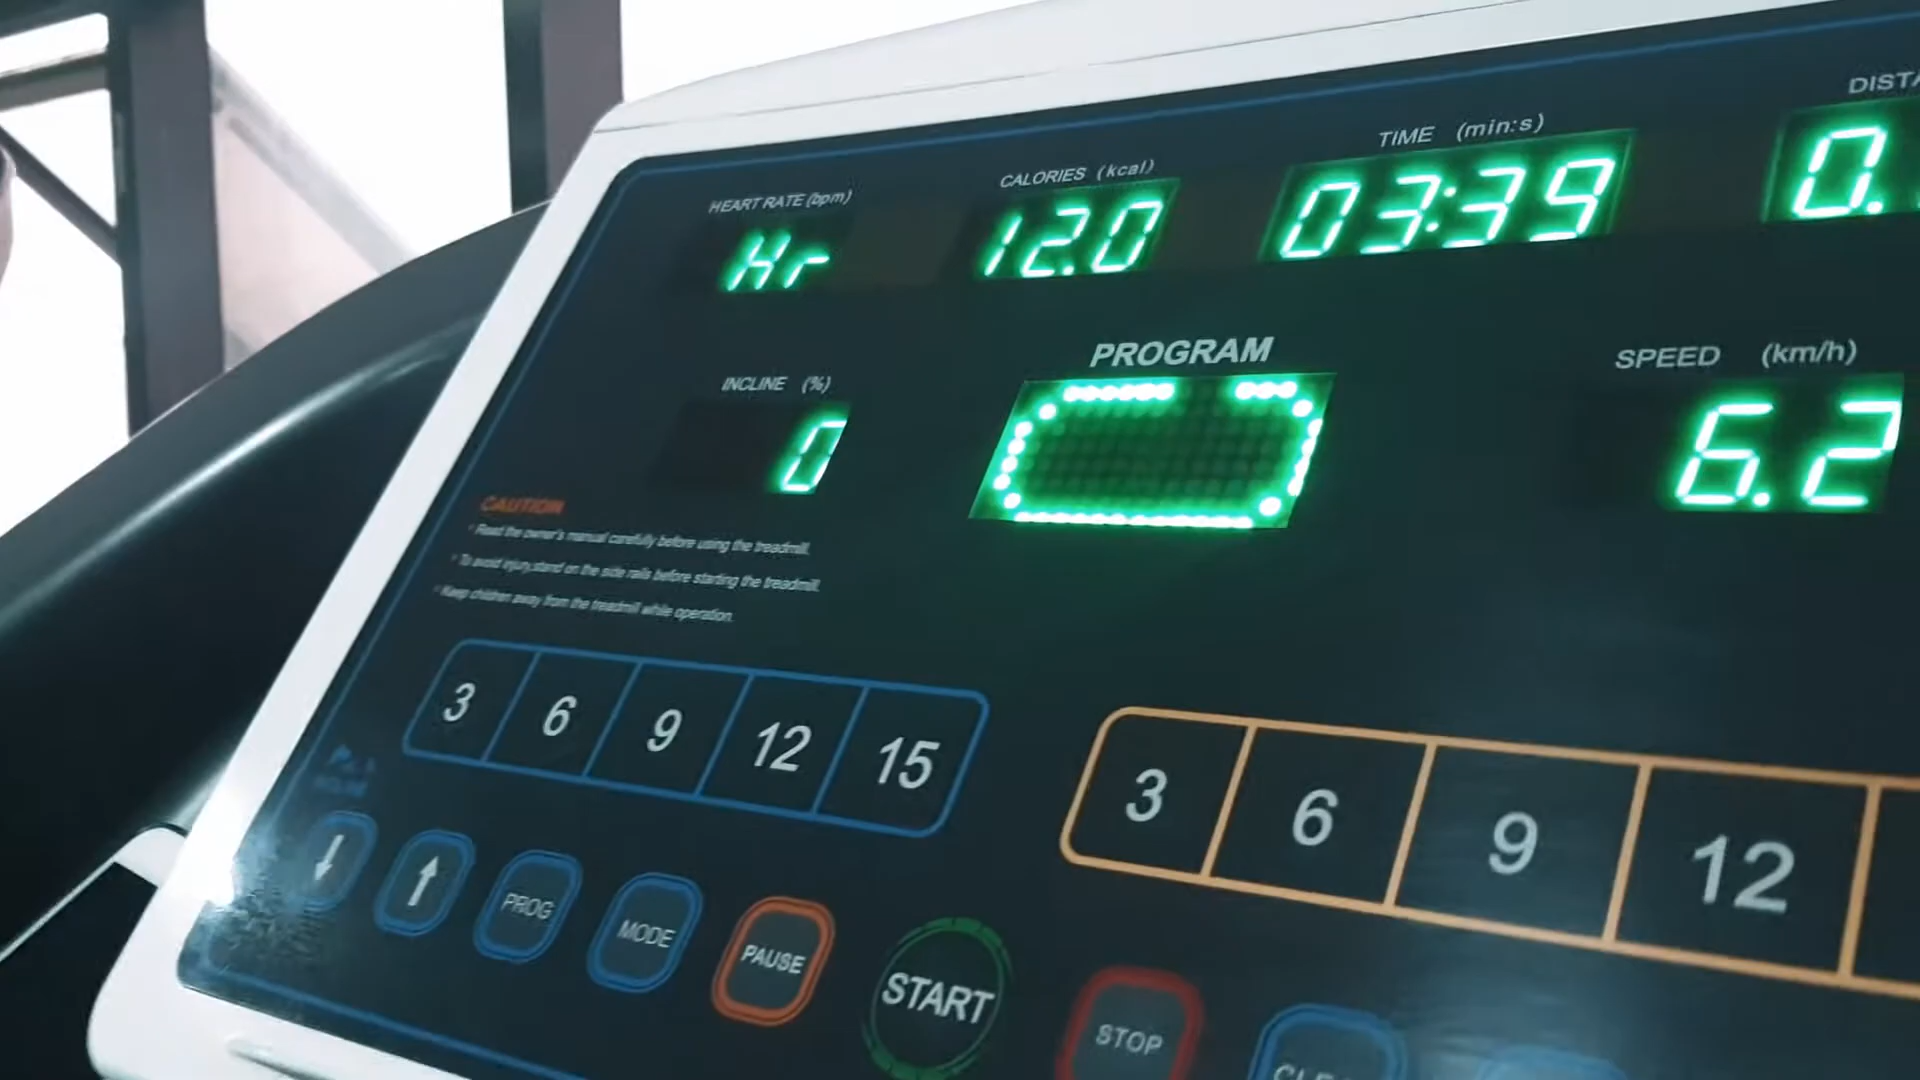 DISTA
TIME (min:s)
CALORIES (kcal)
HEART RATE (bpm)
0.
03:39
12.0
Hr
PROGRAM
SPEED (km/h)
INCLINE (%)
6.2
0
CAUTION
* Read the owner's manual carefully before using the treadmill.
* To avoid injury,stand on the side rails before starting the treadmill.
* Keep children away from the treadmill while operation.
3 6 9 12 15
3 6 9 12
↓ ↑ PROG MODE PAUSE START STOP